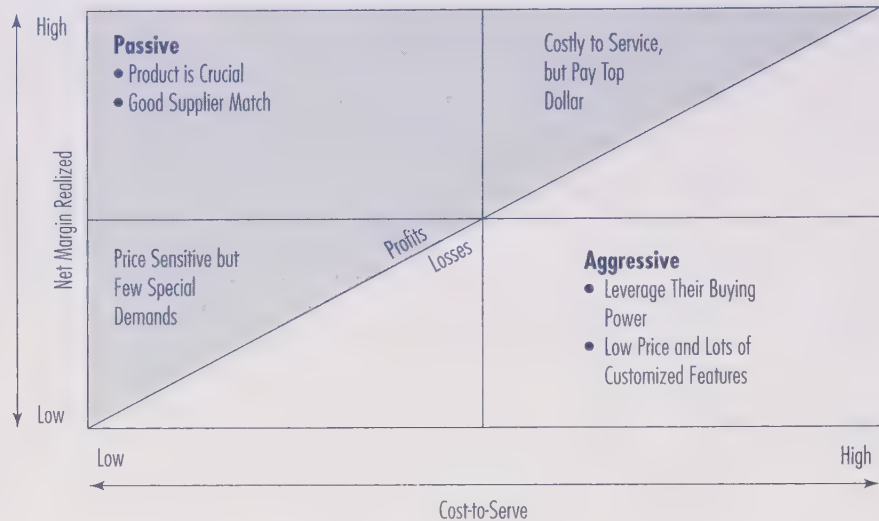 High
Passive
• Product is Crucial
• Good Supplier Match
Costly to Service,
but Pay Top
Dollar
Net Margin Realized
Price Sensitive but
Few Special
Demands
Profits
Losses
Aggressive
• Leverage Their Buying
Power
• Low Price and Lots of
Customized Features
Low
Low
High
Cost-to-Serve